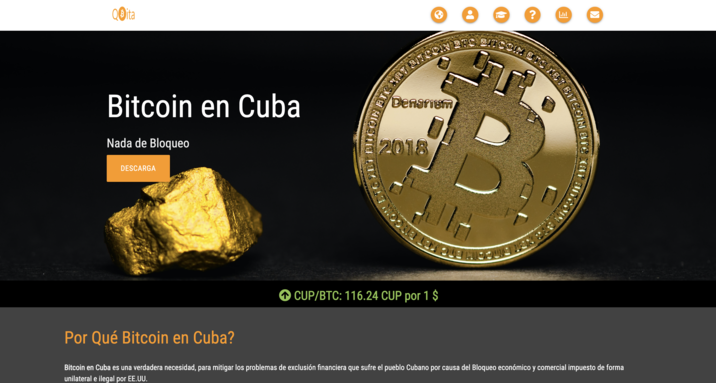 QBita
Bitcoin en Cuba
Nada de Bloqueo
DESCARGA
Denarium
2018
CUP/BTC: 116.24 CUP por 1 $
Por Qué Bitcoin en Cuba?
Bitcoin en Cuba es una verdadera necesidad, para mitigar los problemas de exclusión financiera que sufre el pueblo Cubano por causa del Bloqueo económico y comercial impuesto de forma
unilateral e ilegal por EE.UU.